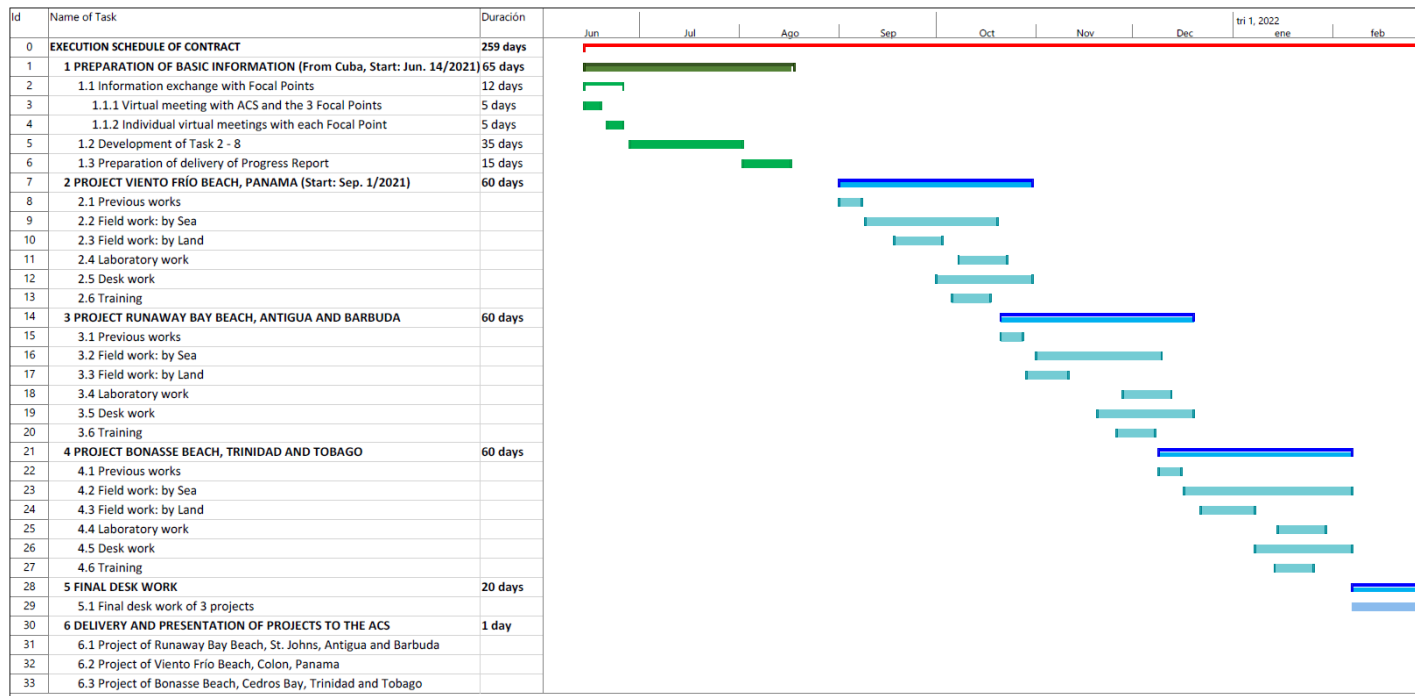 Id Name of Task Duración tri 1, 2022
Jun Jul Ago Sep Oct Nov Dec ene feb
0 EXECUTION SCHEDULE OF CONTRACT 259 days
1 1 PREPARATION OF BASIC INFORMATION (From Cuba, Start: Jun. 14/2021) 65 days
2 1.1 Information exchange with Focal Points 12 days
3 1.1.1 Virtual meeting with ACS and the 3 Focal Points 5 days
4 1.1.2 Individual virtual meetings with each Focal Point 5 days
5 1.2 Development of Task 2 - 8 35 days
6 1.3 Preparation of delivery of Progress Report 15 days
7 2 PROJECT VIENTO FRÍO BEACH, PANAMA (Start: Sep. 1/2021) 60 days
8 2.1 Previous works
9 2.2 Field work: by Sea
10 2.3 Field work: by Land
11 2.4 Laboratory work
12 2.5 Desk work
13 2.6 Training
14 3 PROJECT RUNAWAY BAY BEACH, ANTIGUA AND BARBUDA 60 days
15 3.1 Previous works
16 3.2 Field work: by Sea
17 3.3 Field work: by Land
18 3.4 Laboratory work
19 3.5 Desk work
20 3.6 Training
21 4 PROJECT BONASSE BEACH, TRINIDAD AND TOBAGO 60 days
22 4.1 Previous works
23 4.2 Field work: by Sea
24 4.3 Field work: by Land
25 4.4 Laboratory work
26 4.5 Desk work
27 4.6 Training
28 5 FINAL DESK WORK 20 days
29 5.1 Final desk work of 3 projects
30 6 DELIVERY AND PRESENTATION OF PROJECTS TO THE ACS 1 day
31 6.1 Project of Runaway Bay Beach, St. Johns, Antigua and Barbuda
32 6.2 Project of Viento Frío Beach, Colon, Panama
33 6.3 Project of Bonasse Beach, Cedros Bay, Trinidad and Tobago